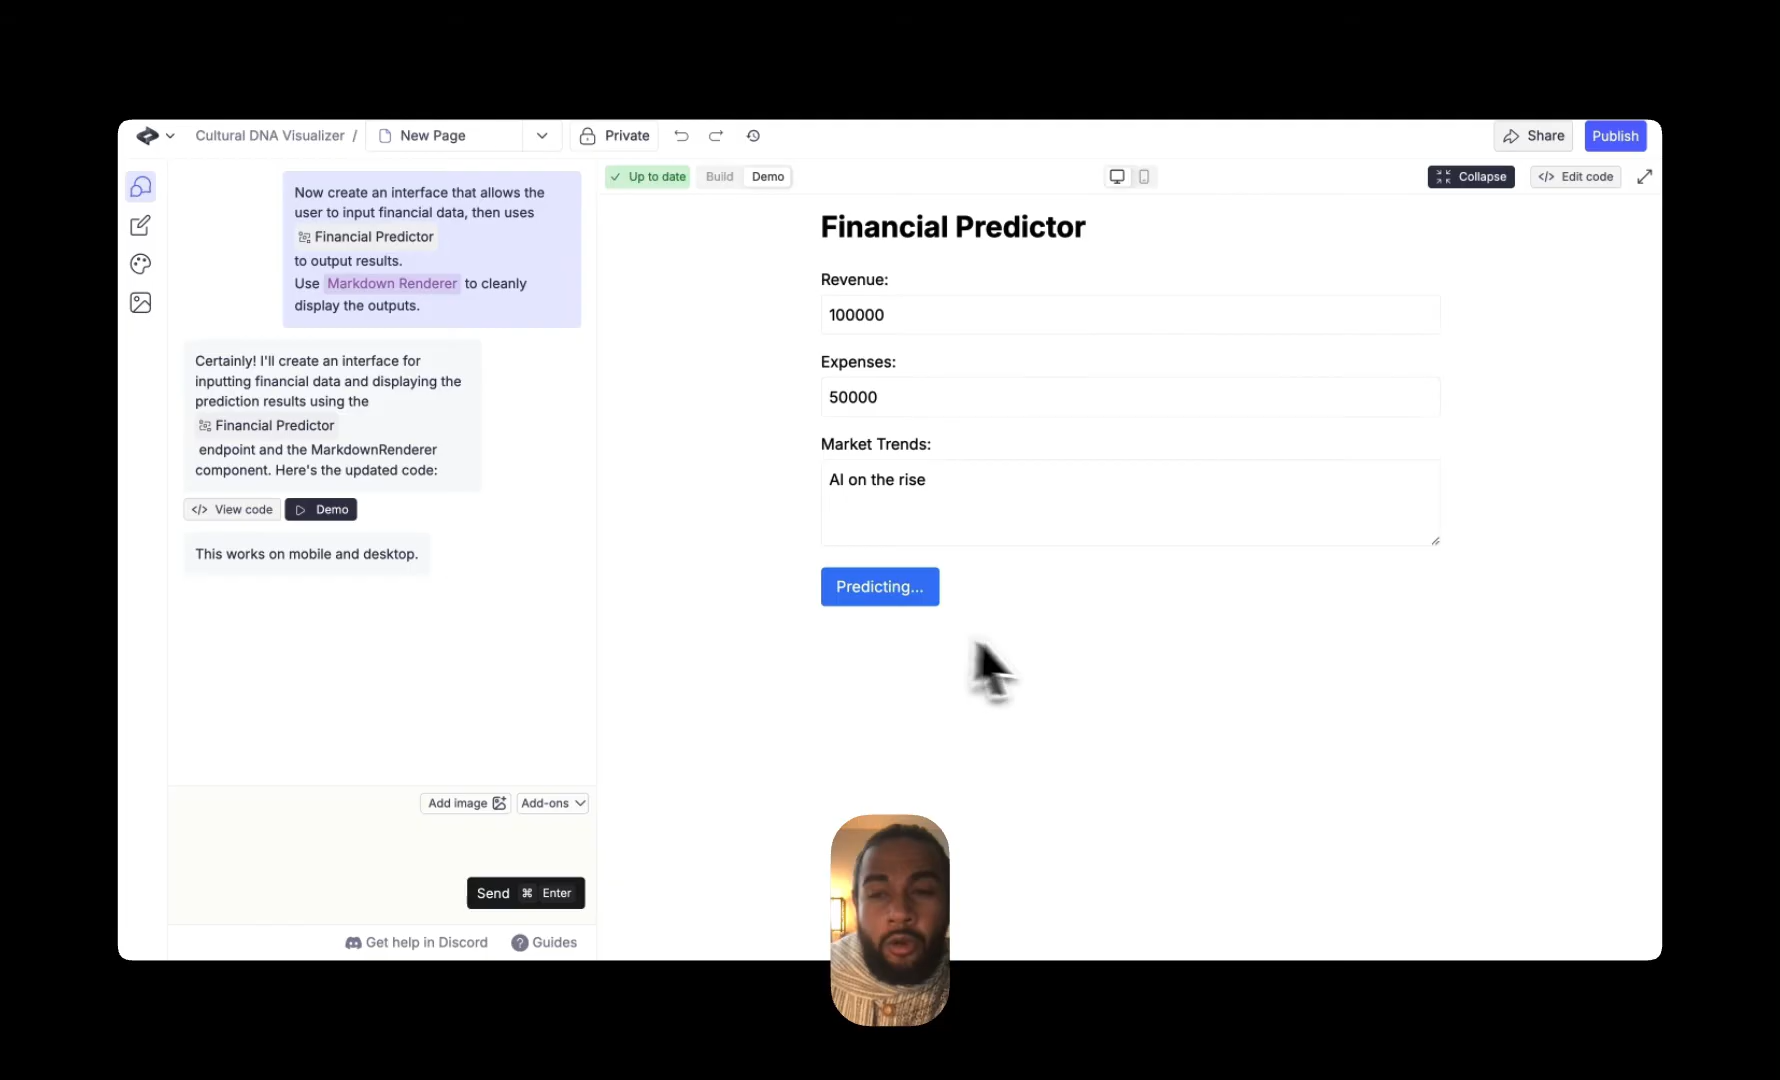 Cultural DNA Visualizer /
New Page
Private
Share
Publish
Now create an interface that allows the
user to input financial data, then uses
Financial Predictor
to output results.
Use Markdown Renderer to cleanly
display the outputs.
Certainly! I'll create an interface for
inputting financial data and displaying the
prediction results using the
Financial Predictor
endpoint and the MarkdownRenderer
component. Here's the updated code:
</> View code
Demo
This works on mobile and desktop.
Add image
Add-ons
Send ⌘ Enter
Get help in Discord
? Guides
Up to date
Build
Demo
Collapse
</> Edit code
Financial Predictor
Revenue:
100000
Expenses:
50000
Market Trends:
AI on the rise
Predicting...